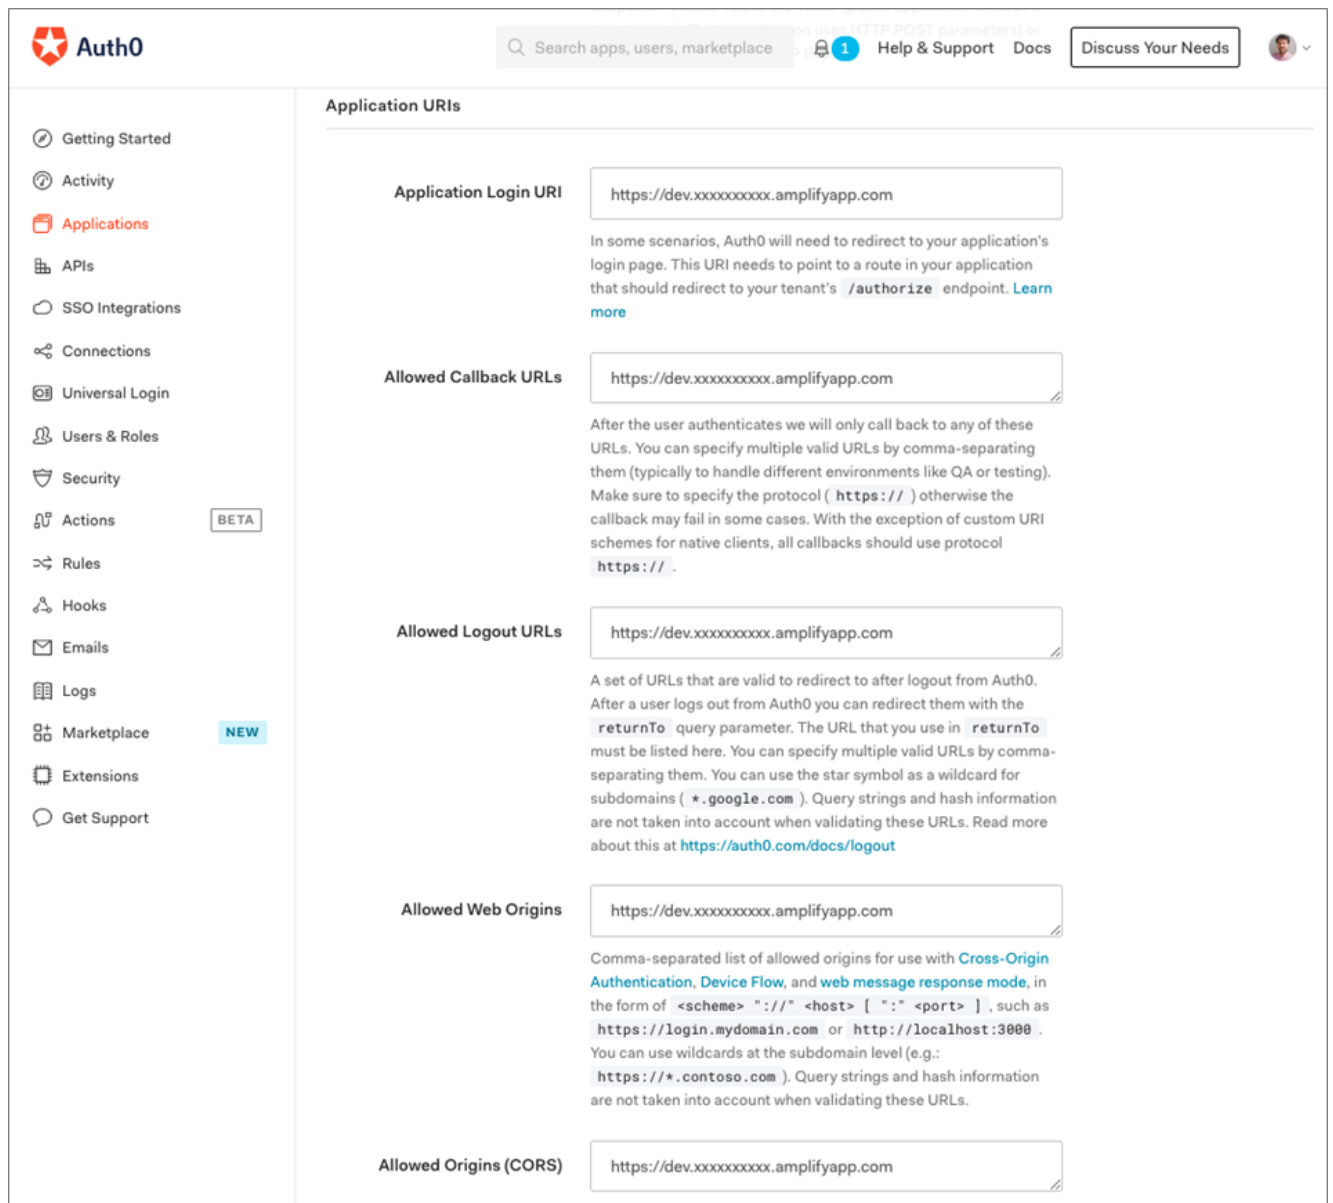 endpoint
on uses HTTP POST parameters) or
Auth0
Search apps, users, marketplace
1
Help & Support
Docs
Discuss Your Needs
Getting Started
Activity
Applications
APIs
SSO Integrations
Connections
Universal Login
Users & Roles
Security
Actions BETA
Rules
Hooks
Emails
Logs
Marketplace NEW
Extensions
Get Support
Application URIs
Application Login URI
https://dev.xxxxxxxxxx.amplifyapp.com
In some scenarios, Auth0 will need to redirect to your application's
login page. This URI needs to point to a route in your application
that should redirect to your tenant's /authorize endpoint. Learn
more
Allowed Callback URLs
https://dev.xxxxxxxxxx.amplifyapp.com
After the user authenticates we will only call back to any of these
URLs. You can specify multiple valid URLs by comma-separating
them (typically to handle different environments like QA or testing).
Make sure to specify the protocol ( https:// ) otherwise the
callback may fail in some cases. With the exception of custom URI
schemes for native clients, all callbacks should use protocol
https:// .
Allowed Logout URLs
https://dev.xxxxxxxxxx.amplifyapp.com
A set of URLs that are valid to redirect to after logout from Auth0.
After a user logs out from Auth0 you can redirect them with the
returnTo query parameter. The URL that you use in returnTo
must be listed here. You can specify multiple valid URLs by comma-
separating them. You can use the star symbol as a wildcard for
subdomains ( *.google.com ). Query strings and hash information
are not taken into account when validating these URLs. Read more
about this at https://auth0.com/docs/logout
Allowed Web Origins
https://dev.xxxxxxxxxx.amplifyapp.com
Comma-separated list of allowed origins for use with Cross-Origin
Authentication, Device Flow, and web message response mode, in
the form of <scheme> "://" <host> [ ":" <port> ] , such as
https://login.mydomain.com or http://localhost:3000 .
You can use wildcards at the subdomain level (e.g.:
https://*.contoso.com ). Query strings and hash information
are not taken into account when validating these URLs.
Allowed Origins (CORS)
https://dev.xxxxxxxxxx.amplifyapp.com